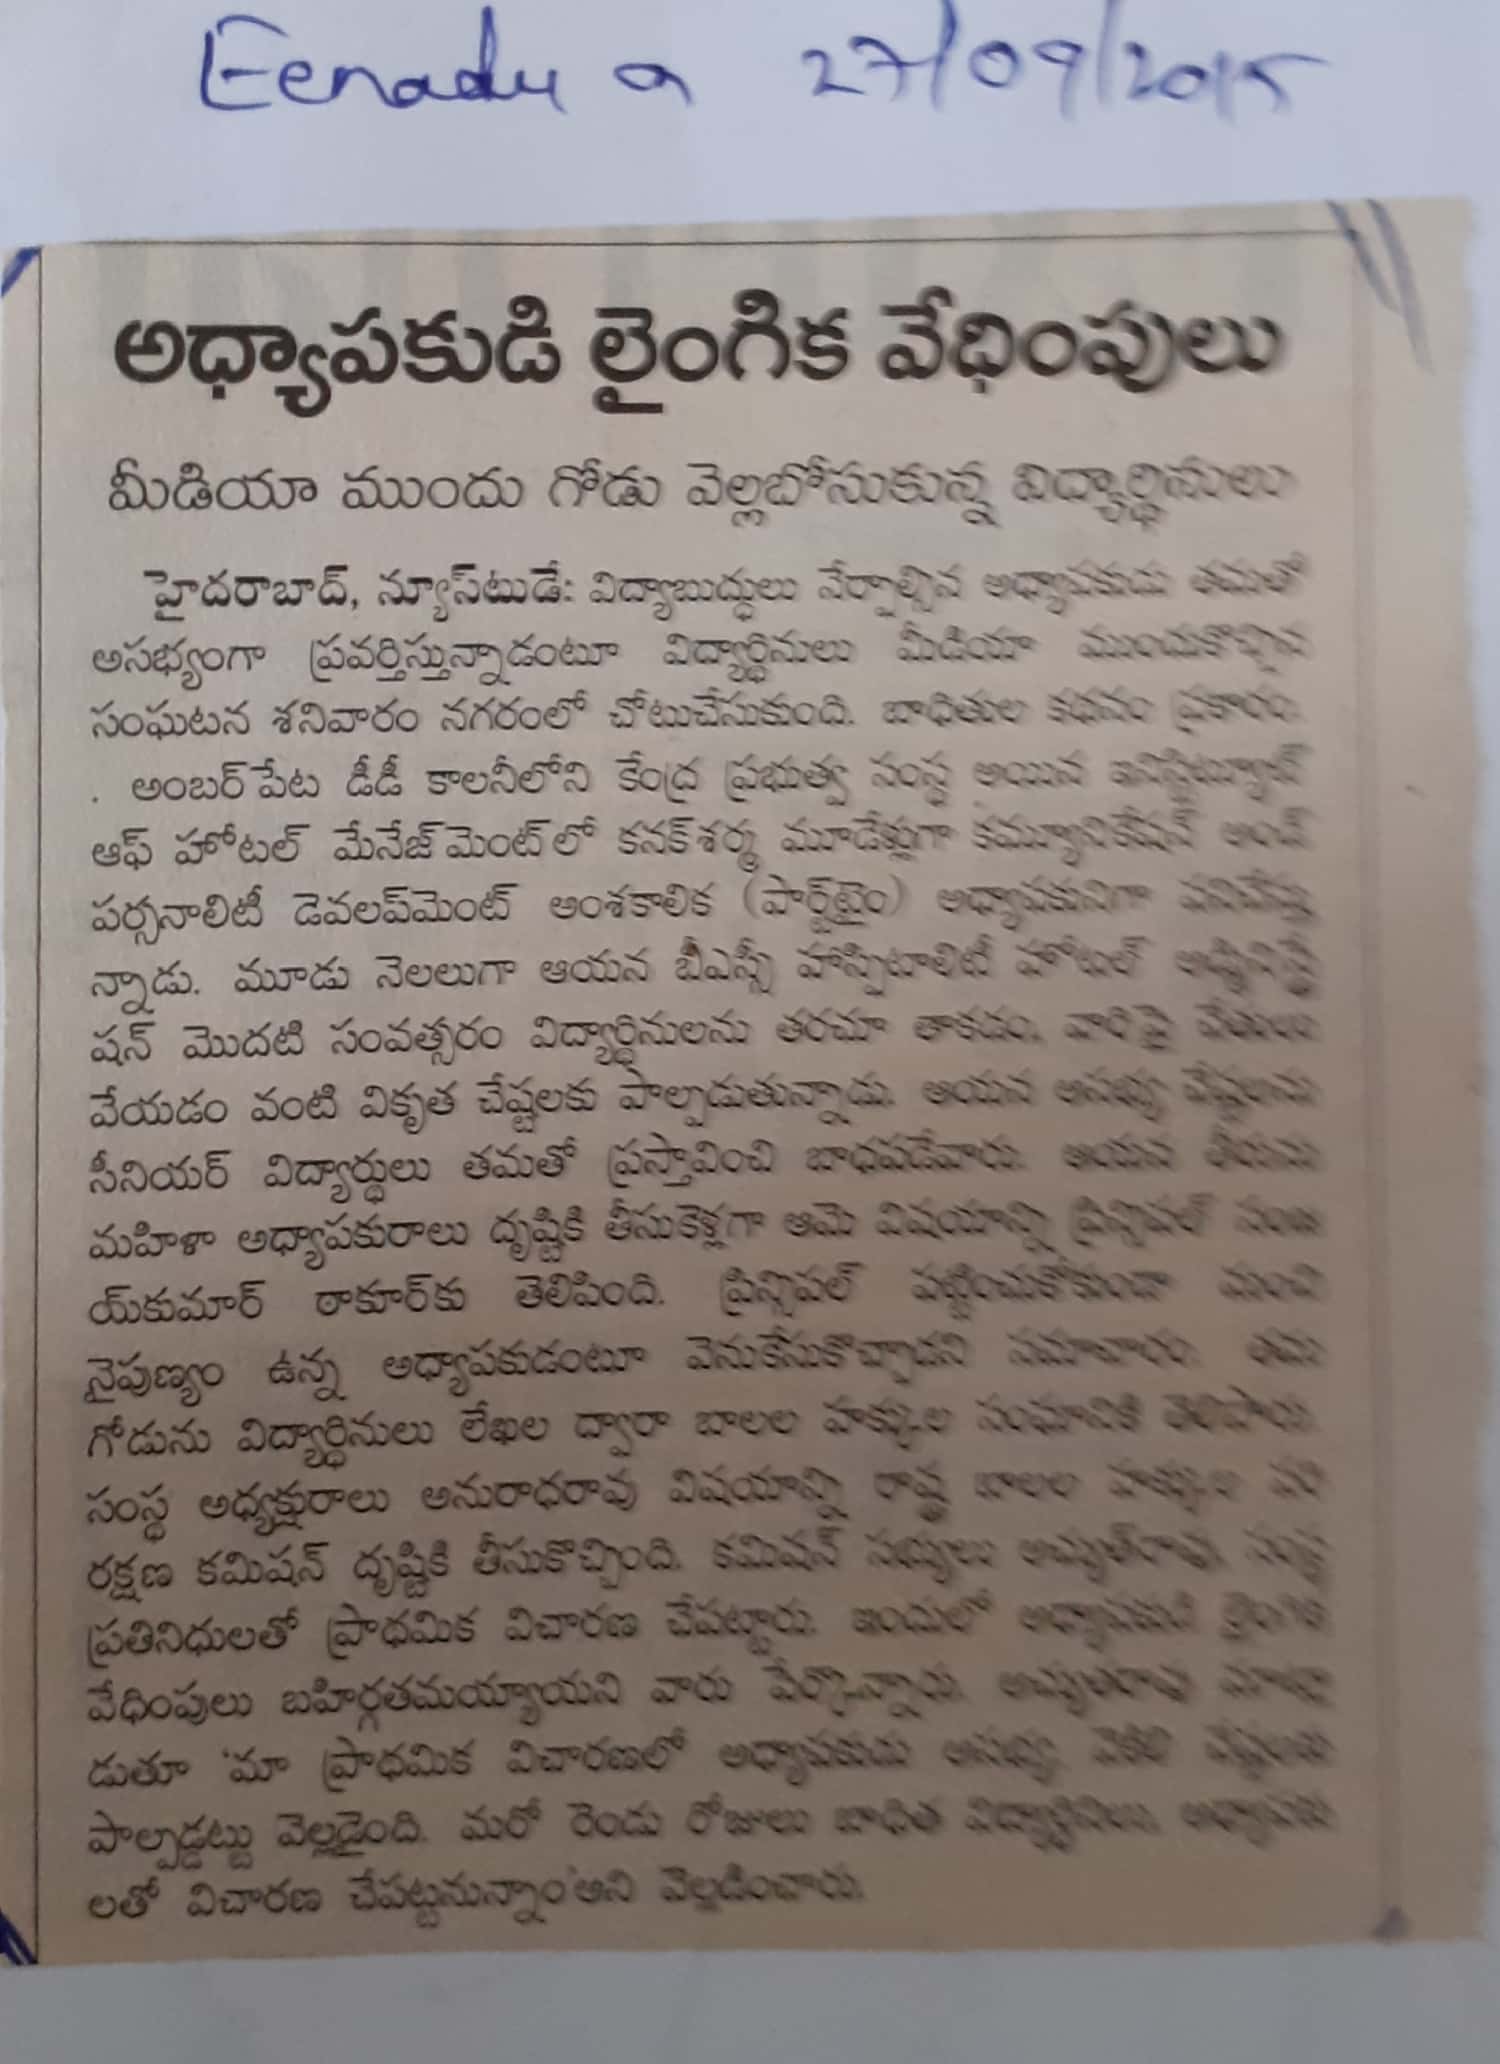 Eenadu on 27/09/2015
అధ్యాపకుడి లైంగిక వేధింపులు
మీడియా ముందు గోడు వెల్లబోసుకున్న విద్యార్థినులు
హైదరాబాద్, న్యూస్‌టుడే: విద్యాబుద్ధులు నేర్పాల్సిన అధ్యాపకుడు తమతో
అసభ్యంగా ప్రవర్తిస్తున్నాడంటూ విద్యార్థినులు మీడియా ముందుకొచ్చిన
సంఘటన శనివారం నగరంలో చోటుచేసుకుంది. బాధితుల కథనం ప్రకారం.
. అంబర్‌పేట డీడీ కాలనీలోని కేంద్ర ప్రభుత్వ సంస్థ అయిన ఇనిస్టిట్యూట్
ఆఫ్ హోటల్ మేనేజ్‌మెంట్‌లో కనక్‌శర్మ మూడేళ్లుగా కమ్యూనికేషన్ అండ్
పర్సనాలిటీ డెవలప్‌మెంట్ అంశకాలిక (పార్ట్‌టైం) అధ్యాపకునిగా పనిచేస్తు
న్నాడు. మూడు నెలలుగా ఆయన బీఎస్సీ హాస్పిటాలిటీ హోటల్ అడ్మినిస్ట్రే
షన్ మొదటి సంవత్సరం విద్యార్థినులను తరచూ తాకడం, వారిపై చేతులు
వేయడం వంటి వికృత చేష్టలకు పాల్పడుతున్నాడు. ఆయన అసభ్య చేష్టలను
సీనియర్ విద్యార్థులు తమతో ప్రస్తావించి బాధపడేవారు. ఆయన తీరును
మహిళా అధ్యాపకురాలు దృష్టికి తీసుకెళ్లగా ఆమె విషయాన్ని ప్రిన్సిపల్ సంజ
య్‌కుమార్ ఠాకూర్‌కు తెలిపింది. ప్రిన్సిపల్ పట్టించుకోకుండా మంచి
నైపుణ్యం ఉన్న అధ్యాపకుడంటూ వెనుకేసుకొచ్చాడని సమాచారం. తమ
గోడును విద్యార్థినులు లేఖల ద్వారా బాలల హక్కుల సంఘానికి తెలిపారు.
సంస్థ అధ్యక్షురాలు అనురాధరావు విషయాన్ని రాష్ట్ర బాలల హక్కుల పరి
రక్షణ కమిషన్ దృష్టికి తీసుకొచ్చింది. కమిషన్ సభ్యులు అచ్యుత్‌రావు, సంస్థ
ప్రతినిధులతో ప్రాథమిక విచారణ చేపట్టారు. ఇందులో అధ్యాపకుడి లైంగిక
వేధింపులు బహిర్గతమయ్యాయని వారు పేర్కొన్నారు. అచ్యుతరావు మాట్లా
డుతూ 'మా ప్రాథమిక విచారణలో అధ్యాపకుడు అసభ్య, వెకిలి చేష్టలకు
పాల్పడ్డట్టు వెల్లడైంది. మరో రెండు రోజులు బాధిత విద్యార్థినులు, అధ్యాపకు
లతో విచారణ చేపట్టనున్నాం'అని వెల్లడించారు.